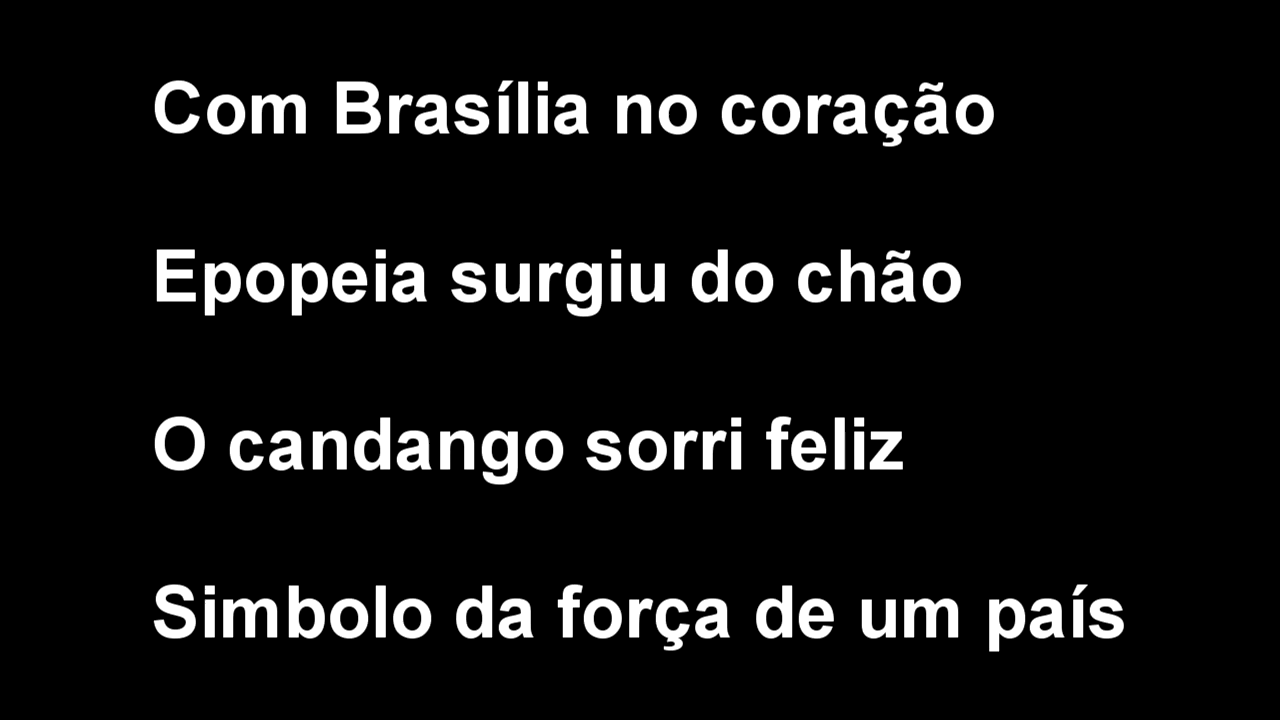 Com Brasília no coração
Epopeia surgiu do chão
O candango sorri feliz
Simbolo da força de um país